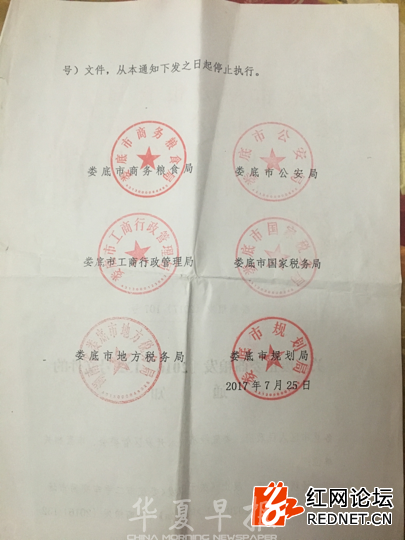 号）文件，从本通知下发之日起停止执行。
娄底市商务粮食局 娄底市公安局
娄底市工商行政管理局 娄底市国家税务局
娄底市地方税务局 娄底市规划局
2017年7月25日
华夏早报
CHINA MORNING NEWSPAPER
红网论坛
REDNET.CN